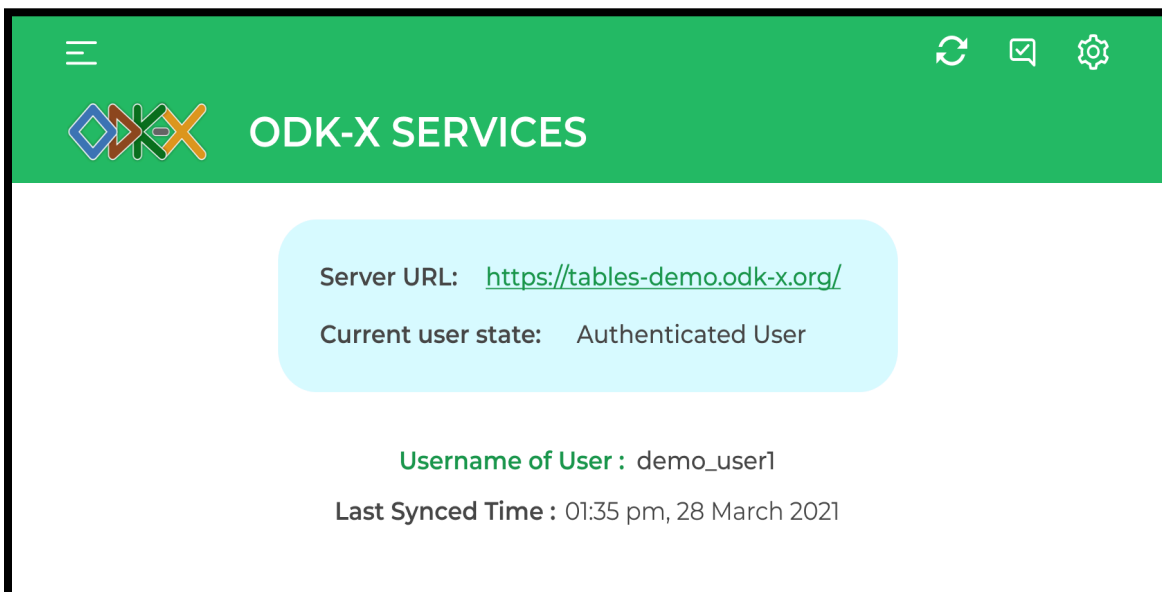 ODK-X
ODK-X SERVICES
Server URL: https://tables-demo.odk-x.org/
Current user state: Authenticated User
Username of User : demo_user1
Last Synced Time : 01:35 pm, 28 March 2021